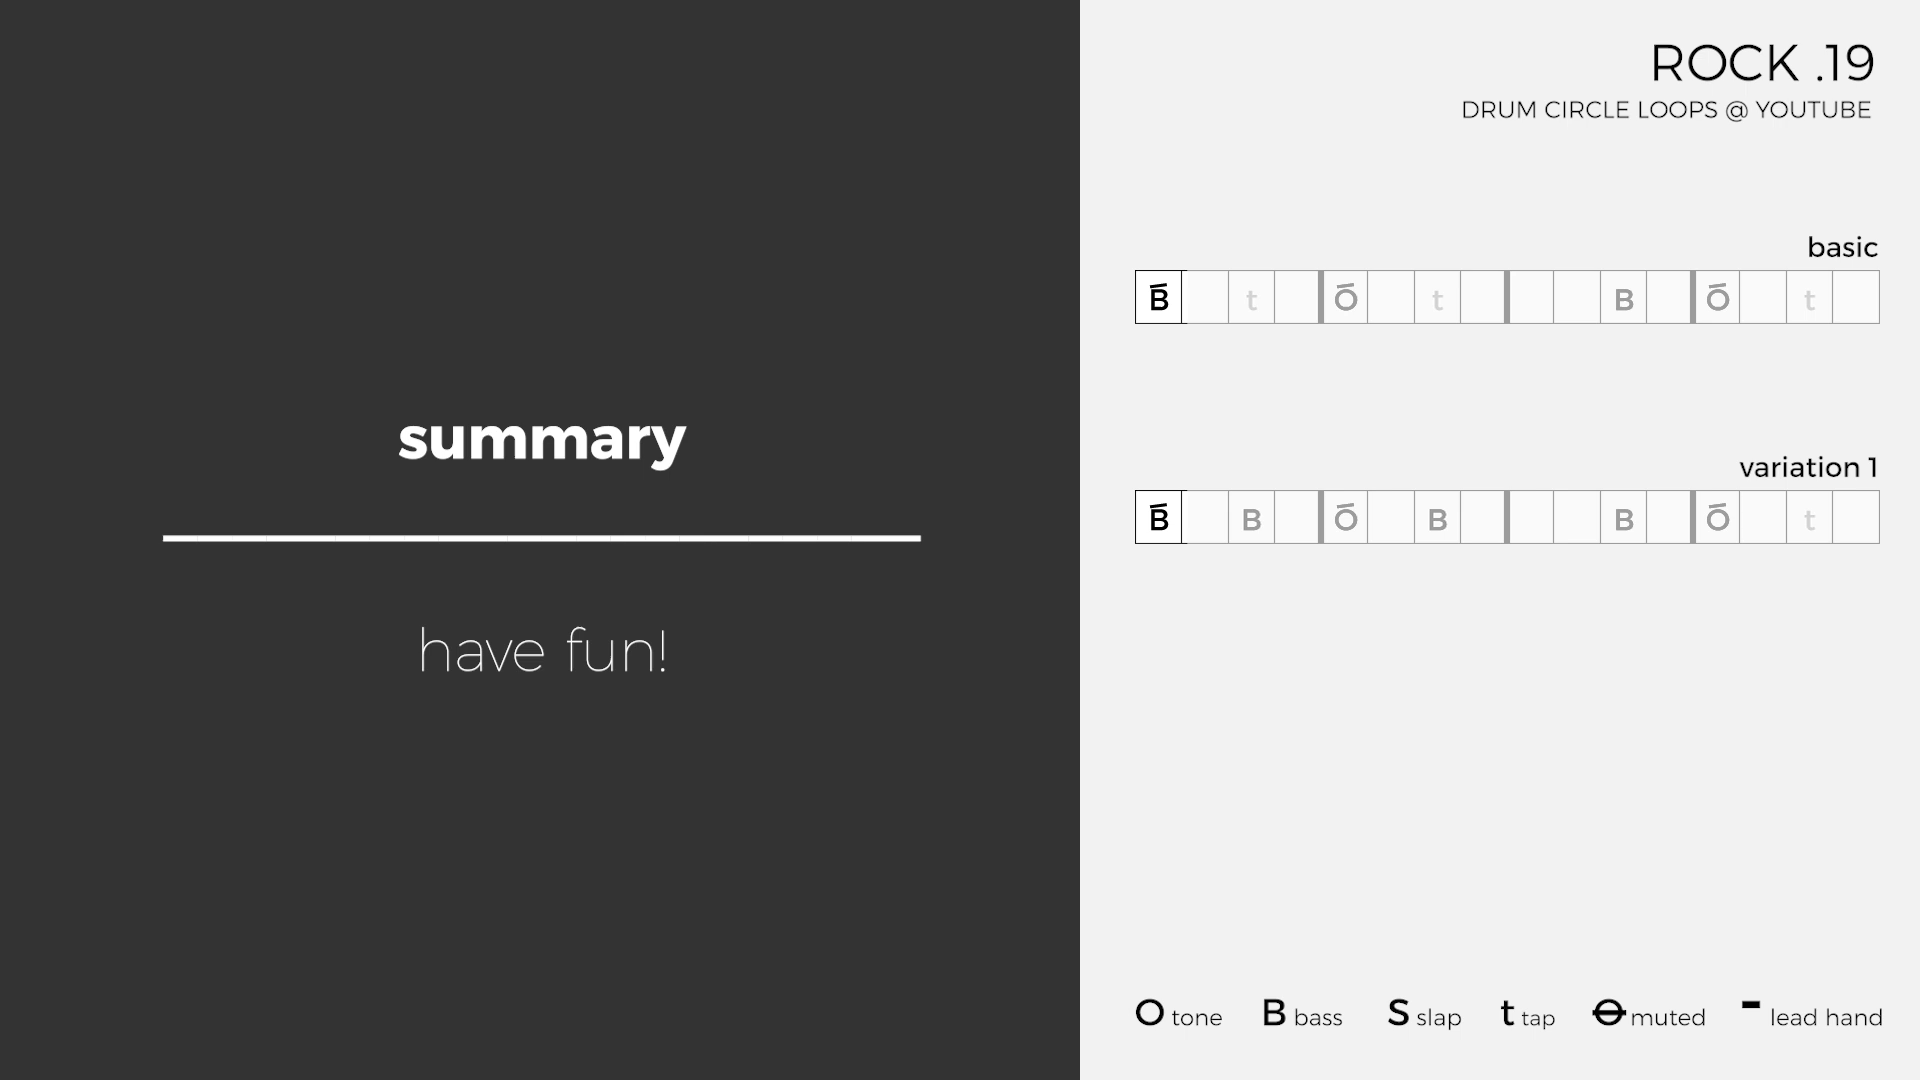 summary
have fun!
ROCK .19
DRUM CIRCLE LOOPS @ YOUTUBE
basic
B̄ t Ō t B Ō t
variation 1
B̄ B Ō B B Ō t
O tone B bass S slap t tap O̶ muted - lead hand